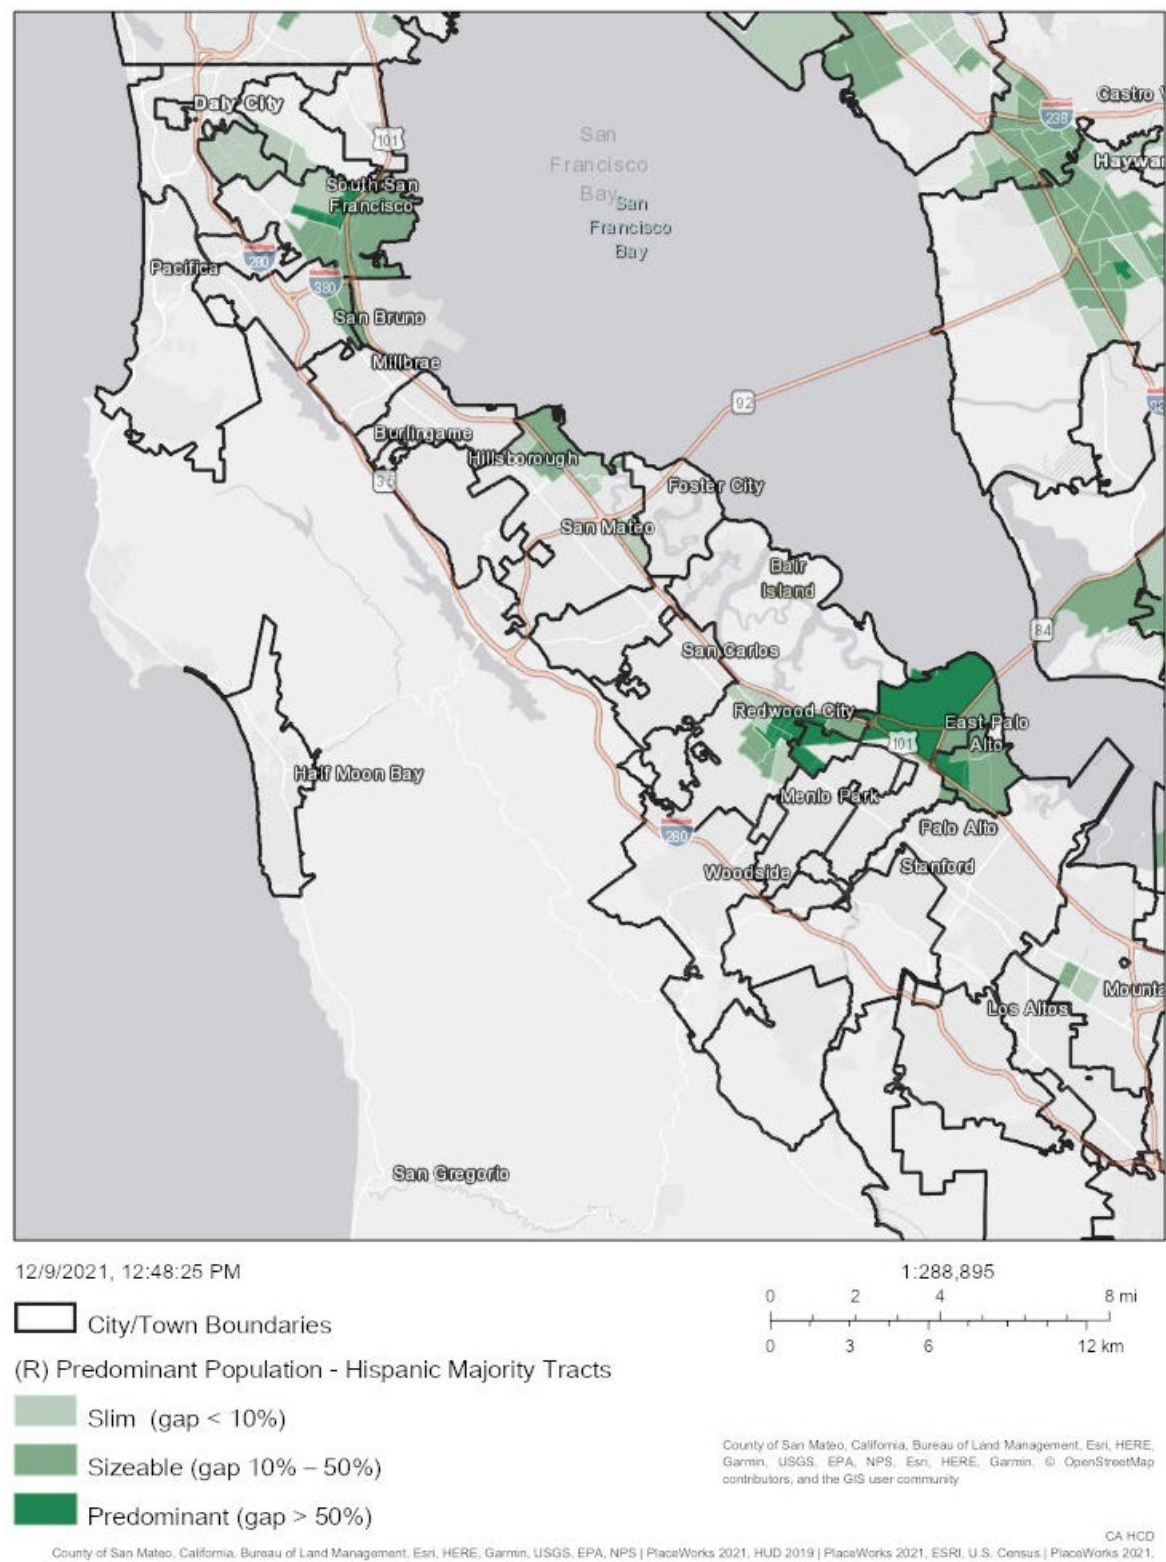 Daly City
Castro V
238
101
San
Francisco
Bay
Haywar
South San
Francisco
San
Francisco
Bay
280
Pacifica
380
San Bruno
Millbrae
92
Burlingame
Hillsborough
35
Foster City
San Mateo
Bair
Island
84
San Carlos
Redwood City
East Palo
Alto
101
Half Moon Bay
Menlo Park
Palo Alto
280
Stanford
Woodside
Mounta
Los Altos
San Gregorio
12/9/2021, 12:48:25 PM
1:288,895
0 2 4 8 mi
0 3 6 12 km
City/Town Boundaries
(R) Predominant Population - Hispanic Majority Tracts
Slim (gap < 10%)
Sizeable (gap 10% – 50%)
Predominant (gap > 50%)
County of San Mateo, California, Bureau of Land Management, Esri, HERE,
Garmin, USGS, EPA, NPS, Esri, HERE, Garmin, © OpenStreetMap
contributors, and the GIS user community
CA HCD
County of San Mateo, California, Bureau of Land Management, Esri, HERE, Garmin, USGS, EPA, NPS | PlaceWorks 2021, HUD 2019 | PlaceWorks 2021, ESRI, U.S. Census | PlaceWorks 2021,